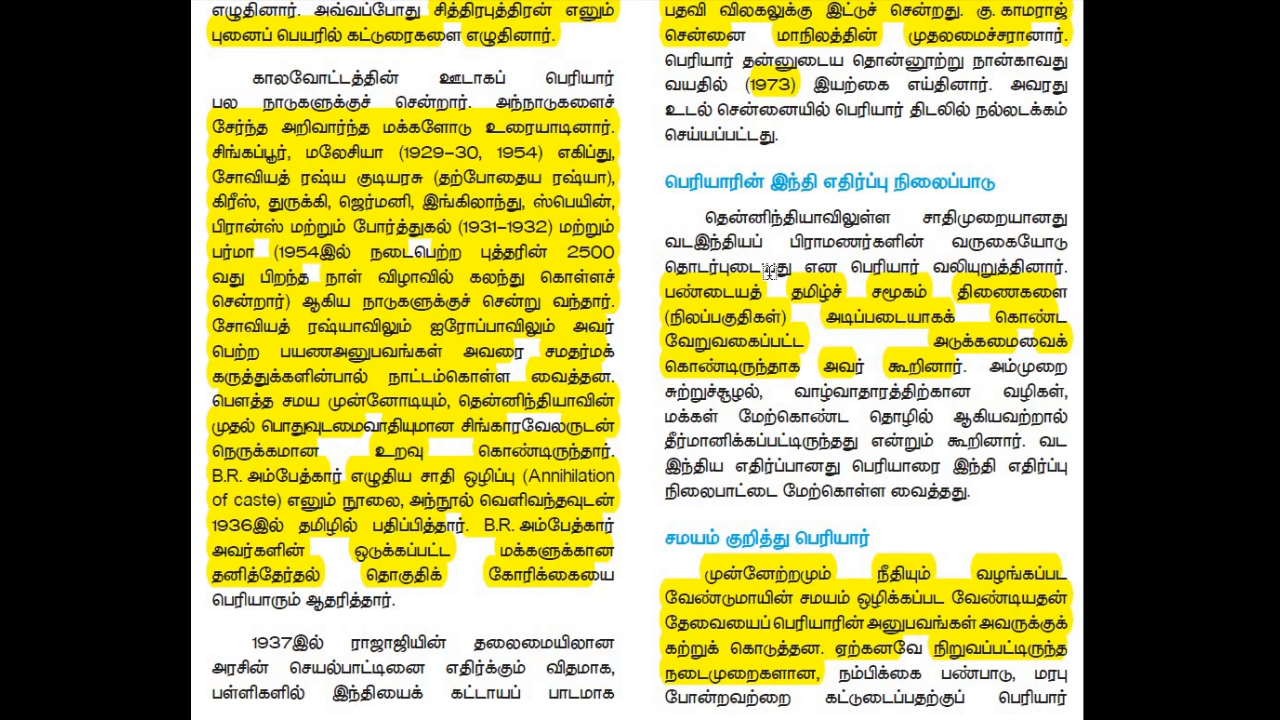 எழுதினார். அவ்வப்போது சித்திரபுத்திரன் எனும்
புனைப் பெயரில் கட்டுரைகளை எழுதினார்.
காலவோட்டத்தின் ஊடாகப் பெரியார்
பல நாடுகளுக்குச் சென்றார். அந்நாடுகளைச்
சேர்ந்த அறிவார்ந்த மக்களோடு உரையாடினார்.
சிங்கப்பூர், மலேசியா (1929–30, 1954) எகிப்து,
சோவியத் ரஷ்ய குடியரசு (தற்போதைய ரஷ்யா),
கிரீஸ், துருக்கி, ஜெர்மனி, இங்கிலாந்து, ஸ்பெயின்,
பிரான்ஸ் மற்றும் போர்த்துகல் (1931–1932) மற்றும்
பர்மா (1954இல் நடைபெற்ற புத்தரின் 2500
வது பிறந்த நாள் விழாவில் கலந்து கொள்ளச்
சென்றார்) ஆகிய நாடுகளுக்குச் சென்று வந்தார்.
சோவியத் ரஷ்யாவிலும் ஐரோப்பாவிலும் அவர்
பெற்ற பயணஅனுபவங்கள் அவரை சமதர்மக்
கருத்துக்களின்பால் நாட்டம்கொள்ள வைத்தன.
பௌத்த சமய முன்னோடியும், தென்னிந்தியாவின்
முதல் பொதுவுடமைவாதியுமான சிங்காரவேலருடன்
நெருக்கமான உறவு கொண்டிருந்தார்.
B.R. அம்பேத்கார் எழுதிய சாதி ஒழிப்பு (Annihilation
of caste) எனும் நூலை, அந்நூல் வெளிவந்தவுடன்
1936இல் தமிழில் பதிப்பித்தார். B.R. அம்பேத்கார்
அவர்களின் ஒடுக்கப்பட்ட மக்களுக்கான
தனித்தேர்தல் தொகுதிக் கோரிக்கையை
பெரியாரும் ஆதரித்தார்.
1937இல் ராஜாஜியின் தலைமையிலான
அரசின் செயல்பாட்டினை எதிர்க்கும் விதமாக,
பள்ளிகளில் இந்தியைக் கட்டாயப் பாடமாக
பதவி விலகலுக்கு இட்டுச் சென்றது. கு. காமராஜ்
சென்னை மாநிலத்தின் முதலமைச்சரானார்.
பெரியார் தன்னுடைய தொன்னூற்று நான்காவது
வயதில் (1973) இயற்கை எய்தினார். அவரது
உடல் சென்னையில் பெரியார் திடலில் நல்லடக்கம்
செய்யப்பட்டது.
பெரியாரின் இந்தி எதிர்ப்பு நிலைப்பாடு
தென்னிந்தியாவிலுள்ள சாதிமுறையானது
வடஇந்தியப் பிராமணர்களின் வருகையோடு
தொடர்புடையது என பெரியார் வலியுறுத்தினார்.
பண்டையத் தமிழ்ச் சமூகம் திணைகளை
(நிலப்பகுதிகள்) அடிப்படையாகக் கொண்ட
வேறுவகைப்பட்ட அடுக்கமைவைக்
கொண்டிருந்தாக அவர் கூறினார். அம்முறை
சுற்றுச்சூழல், வாழ்வாதாரத்திற்கான வழிகள்,
மக்கள் மேற்கொண்ட தொழில் ஆகியவற்றால்
தீர்மானிக்கப்பட்டிருந்தது என்றும் கூறினார். வட
இந்திய எதிர்ப்பானது பெரியாரை இந்தி எதிர்ப்பு
நிலைபாட்டை மேற்கொள்ள வைத்தது.
சமயம் குறித்து பெரியார்
முன்னேற்றமும் நீதியும் வழங்கப்பட
வேண்டுமாயின் சமயம் ஒழிக்கப்பட வேண்டியதன்
தேவையைப் பெரியாரின் அனுபவங்கள் அவருக்குக்
கற்றுக் கொடுத்தன. ஏற்கனவே நிறுவப்பட்டிருந்த
நடைமுறைகளான, நம்பிக்கை பண்பாடு, மரபு
போன்றவற்றை கட்டுடைப்பதற்குப் பெரியார்